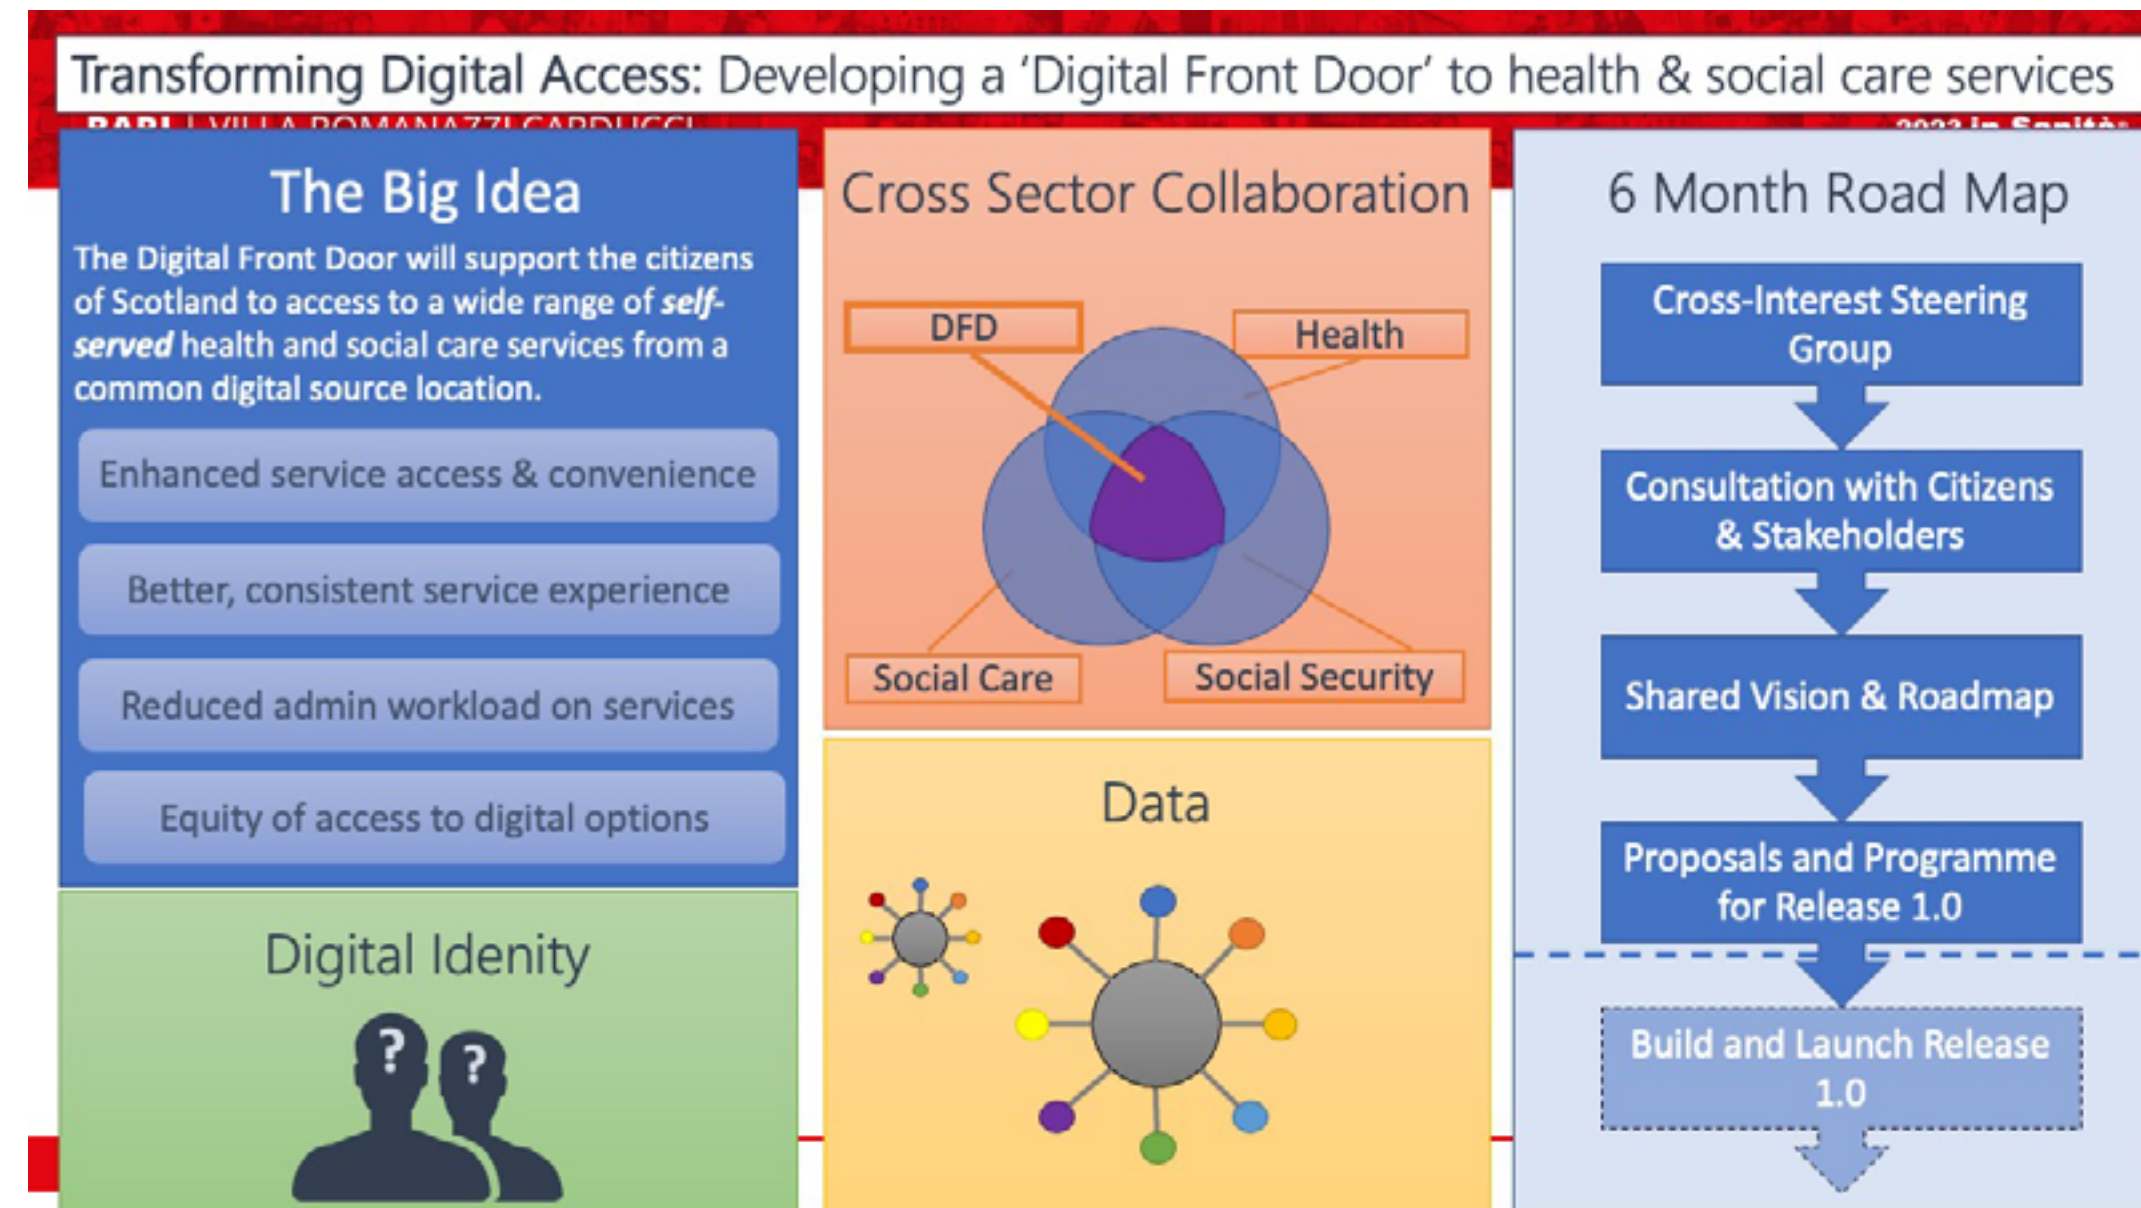 Transforming Digital Access: Developing a ‘Digital Front Door’ to health & social care services
The Big Idea
The Digital Front Door will support the citizens
of Scotland to access to a wide range of self-
served health and social care services from a
common digital source location.
Enhanced service access & convenience
Better, consistent service experience
Reduced admin workload on services
Equity of access to digital options
Digital Idenity
?
?
Cross Sector Collaboration
DFD
Health
Social Care
Social Security
Data
6 Month Road Map
Cross-Interest Steering
Group
Consultation with Citizens
& Stakeholders
Shared Vision & Roadmap
Proposals and Programme
for Release 1.0
Build and Launch Release
1.0